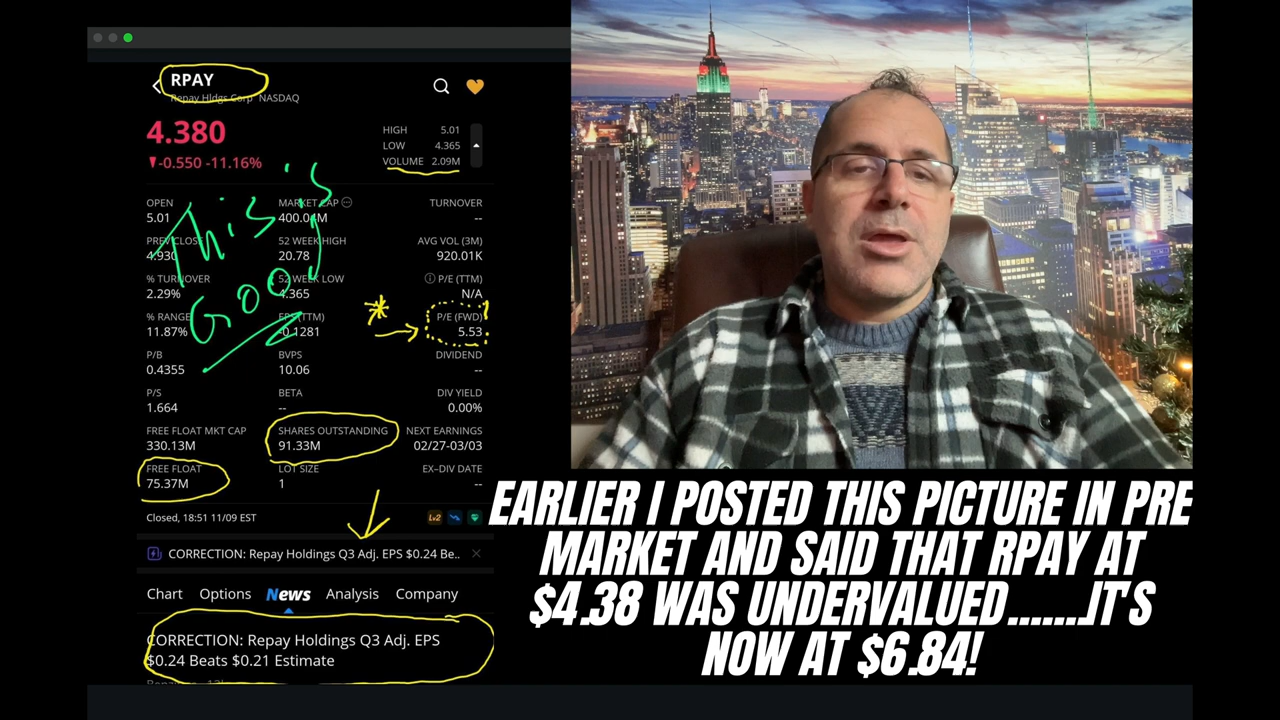 RPAY
Repay Hldgs Corp NASDAQ
4.380
-0.550 -11.16%
HIGH 5.01
LOW 4.365
VOLUME 2.09M
This is
Good
OPEN MARKET CAP TURNOVER
5.01 400.04M --
PREV CLOSE 52 WEEK HIGH AVG VOL (3M)
4.930 20.78 920.01K
% TURNOVER 52 WEEK LOW P/E (TTM)
2.29% 4.365 N/A
% RANGE EPS (TTM) P/E (FWD)
11.87% -0.1281 5.53
P/B BVPS DIVIDEND
0.4355 10.06 --
P/S BETA DIV YIELD
1.664 -- 0.00%
FREE FLOAT MKT CAP SHARES OUTSTANDING NEXT EARNINGS
330.13M 91.33M 02/27-03/03
FREE FLOAT LOT SIZE EX-DIV DATE
75.37M 1 --
Closed, 18:51 11/09 EST
Lv2
CORRECTION: Repay Holdings Q3 Adj. EPS $0.24 Be..
Chart Options News Analysis Company
CORRECTION: Repay Holdings Q3 Adj. EPS
$0.24 Beats $0.21 Estimate
EARLIER I POSTED THIS PICTURE IN PRE
MARKET AND SAID THAT RPAY AT
$4.38 WAS UNDERVALUED.......IT'S
NOW AT $6.84!